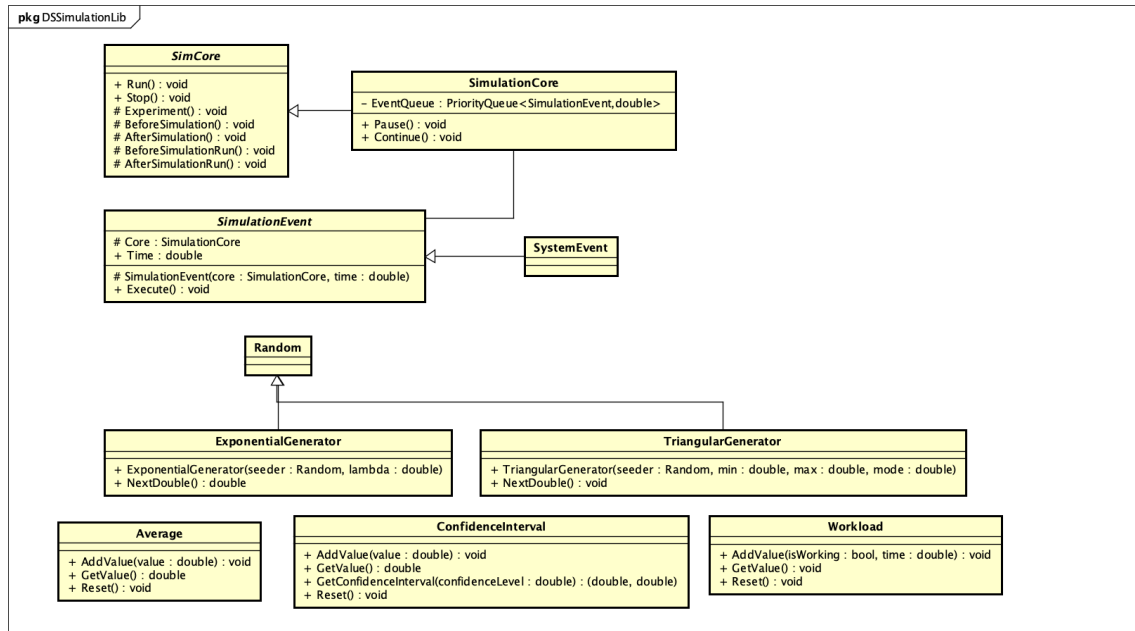 pkg DSSimulationLib
SimCore
+ Run() : void
+ Stop() : void
# Experiment() : void
# BeforeSimulation() : void
# AfterSimulation() : void
# BeforeSimulationRun() : void
# AfterSimulationRun() : void
SimulationCore
- EventQueue : PriorityQueue<SimulationEvent,double>
+ Pause() : void
+ Continue() : void
SimulationEvent
# Core : SimulationCore
+ Time : double
# SimulationEvent(core : SimulationCore, time : double)
+ Execute() : void
SystemEvent
Random
ExponentialGenerator
+ ExponentialGenerator(seeder : Random, lambda : double)
+ NextDouble() : double
TriangularGenerator
+ TriangularGenerator(seeder : Random, min : double, max : double, mode : double)
+ NextDouble() : void
Average
+ AddValue(value : double) : void
+ GetValue() : double
+ Reset() : void
ConfidenceInterval
+ AddValue(value : double) : void
+ GetValue() : double
+ GetConfidenceInterval(confidenceLevel : double) : (double, double)
+ Reset() : void
Workload
+ AddValue(isWorking : bool, time : double) : void
+ GetValue() : void
+ Reset() : void